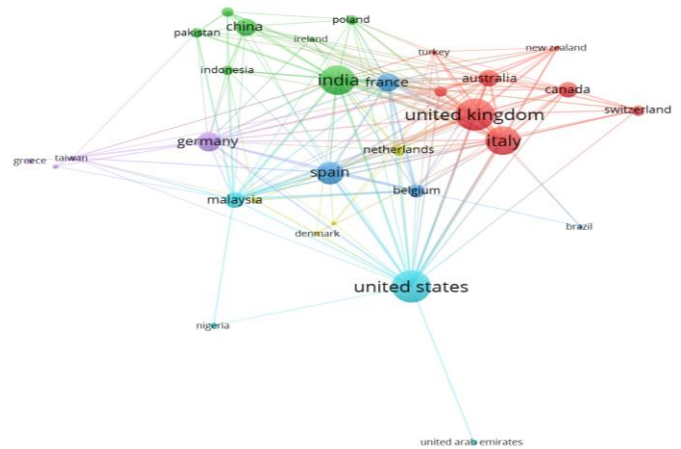 poland
china
pakistan
ireland
turkey
new zealand
indonesia
india
france
australia
canada
united kingdom
switzerland
germany
netherlands
italy
greece
taiwan
spain
belgium
malaysia
brazil
denmark
united states
nigeria
united arab emirates